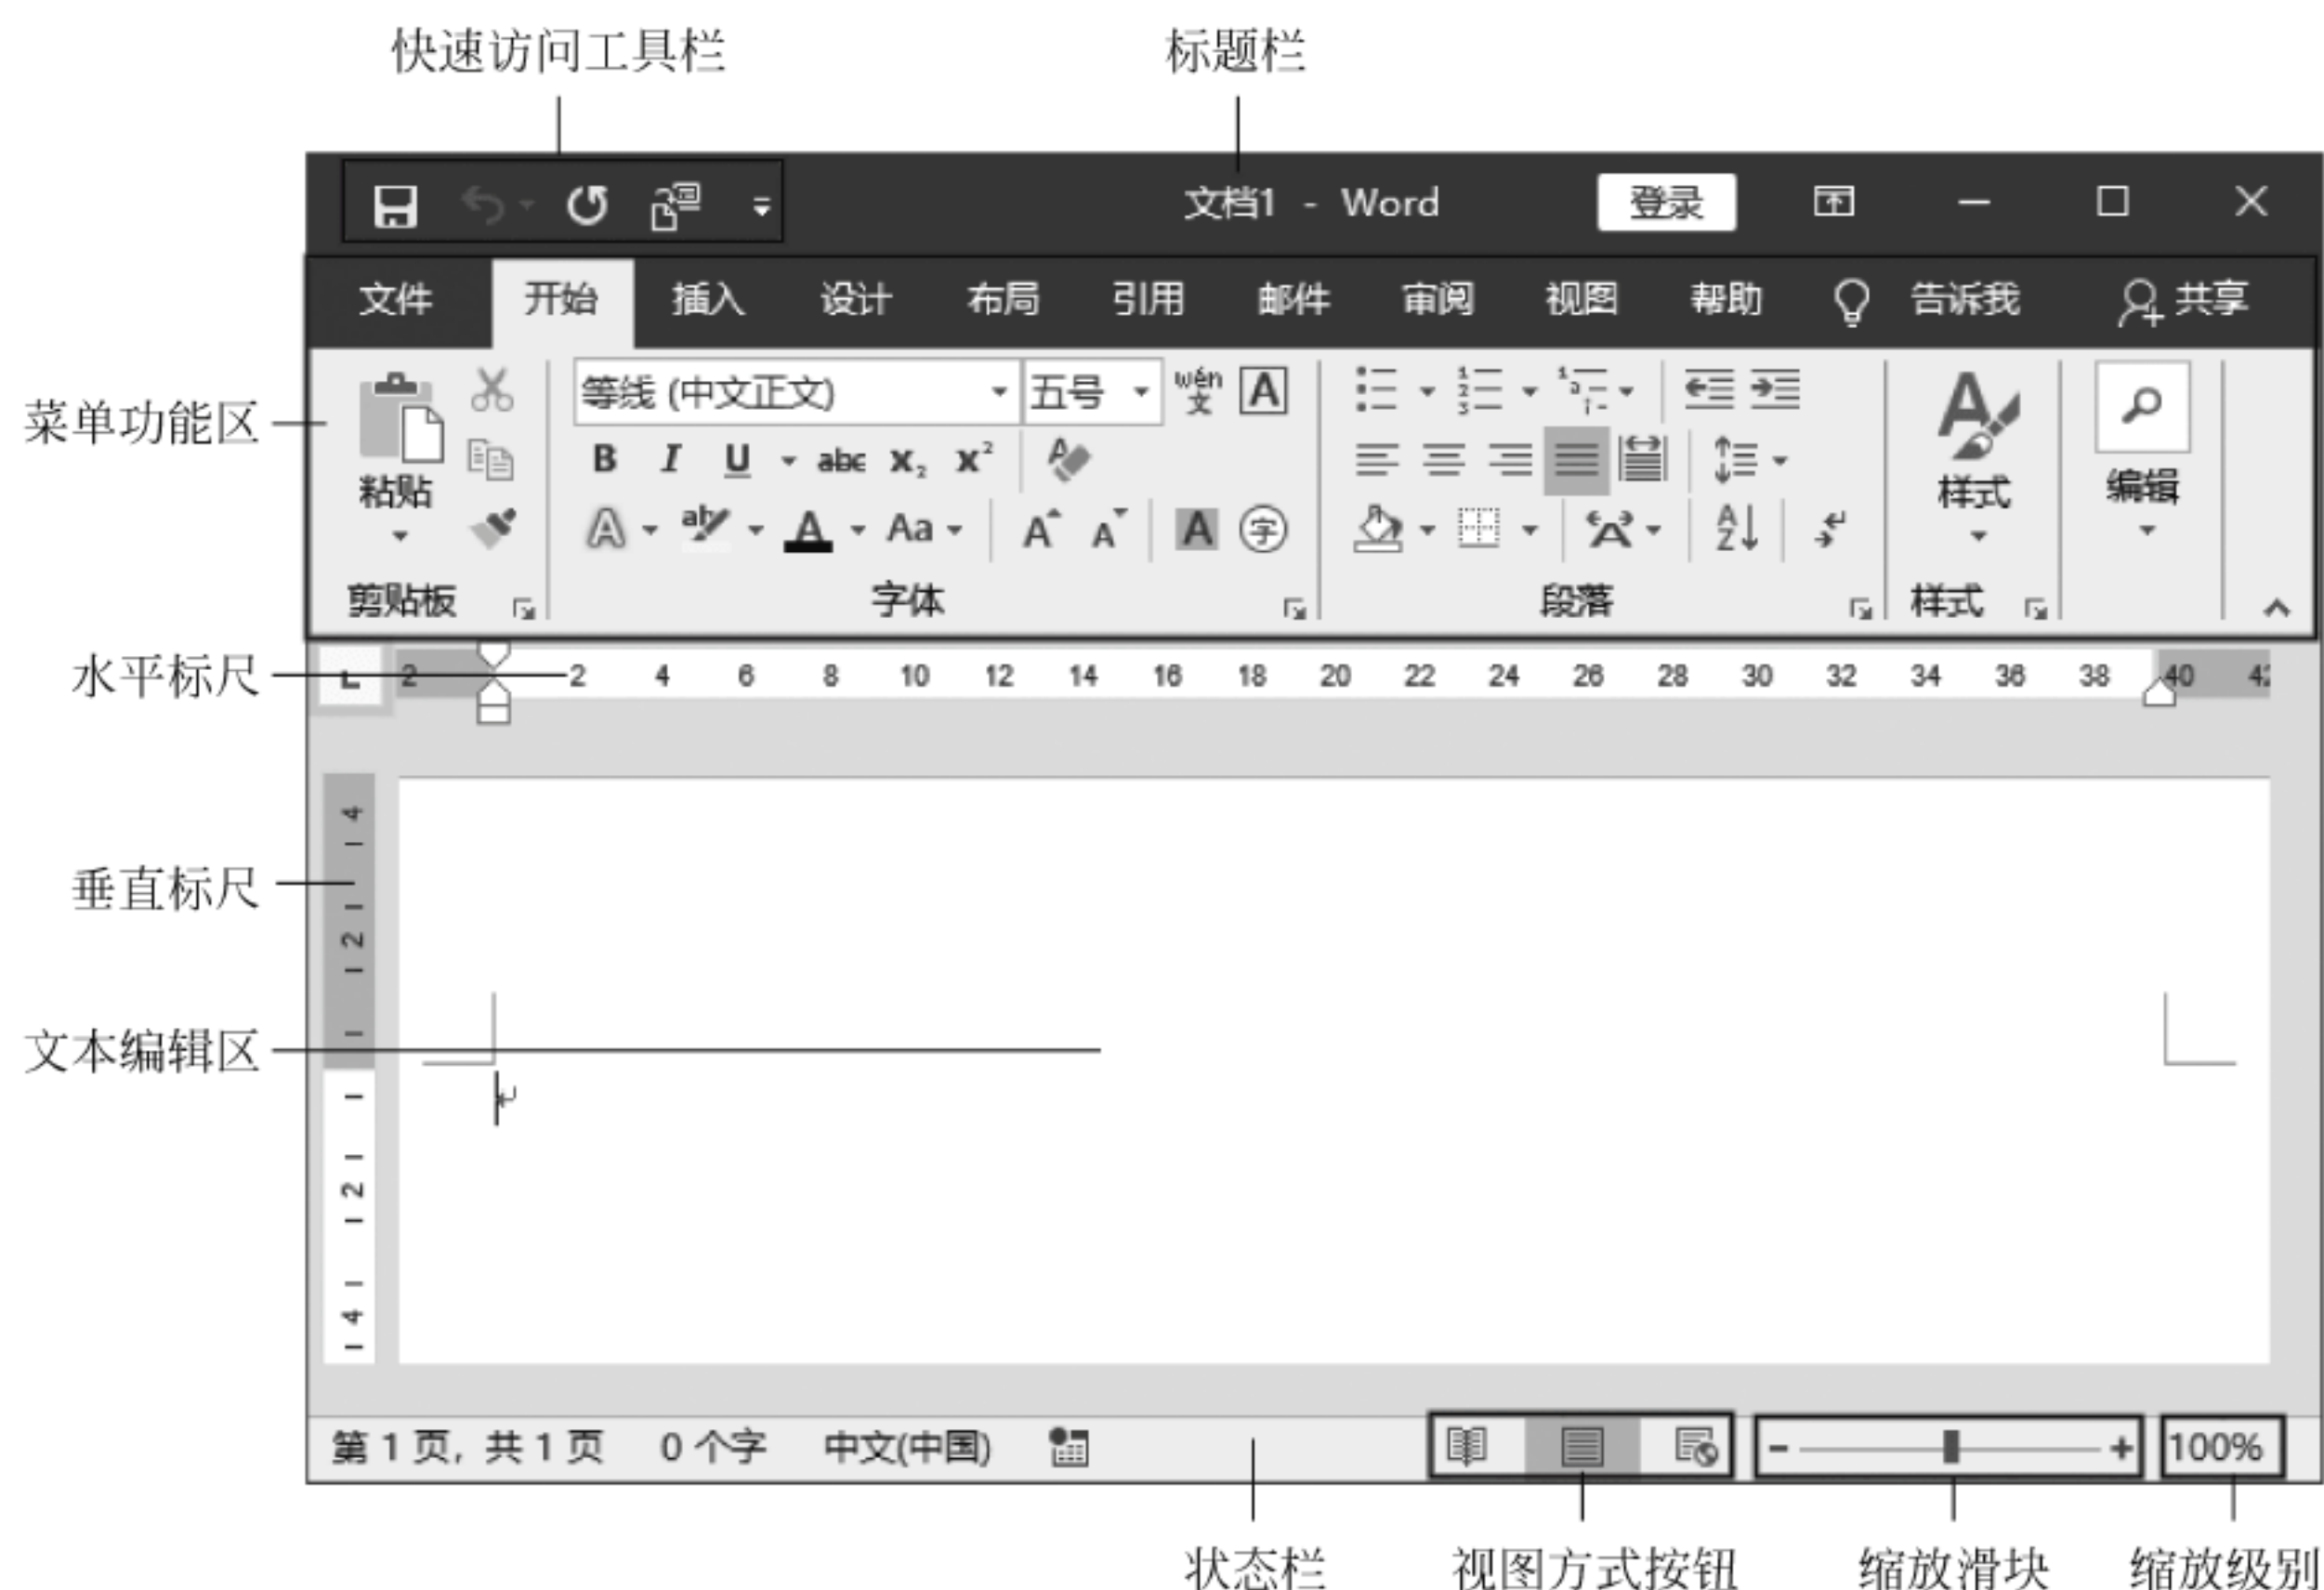 快速访问工具栏 标题栏
文档1 - Word 登录
文件 开始 插入 设计 布局 引用 邮件 审阅 视图 帮助 告诉我 共享
等线 (中文正文) 五号 wén 文 A
菜单功能区
B I U abc x₂ x²
粘贴 样式 编辑
A ab A Aa A A A 字 A Z
剪贴板 字体 段落 样式
水平标尺 L 2 2 4 6 8 10 12 14 16 18 20 22 24 26 28 30 32 34 36 38 40 42
4
垂直标尺
2
文本编辑区
2
4
第 1 页, 共 1 页 0 个字 中文(中国) 100%
状态栏 视图方式按钮 缩放滑块 缩放级别